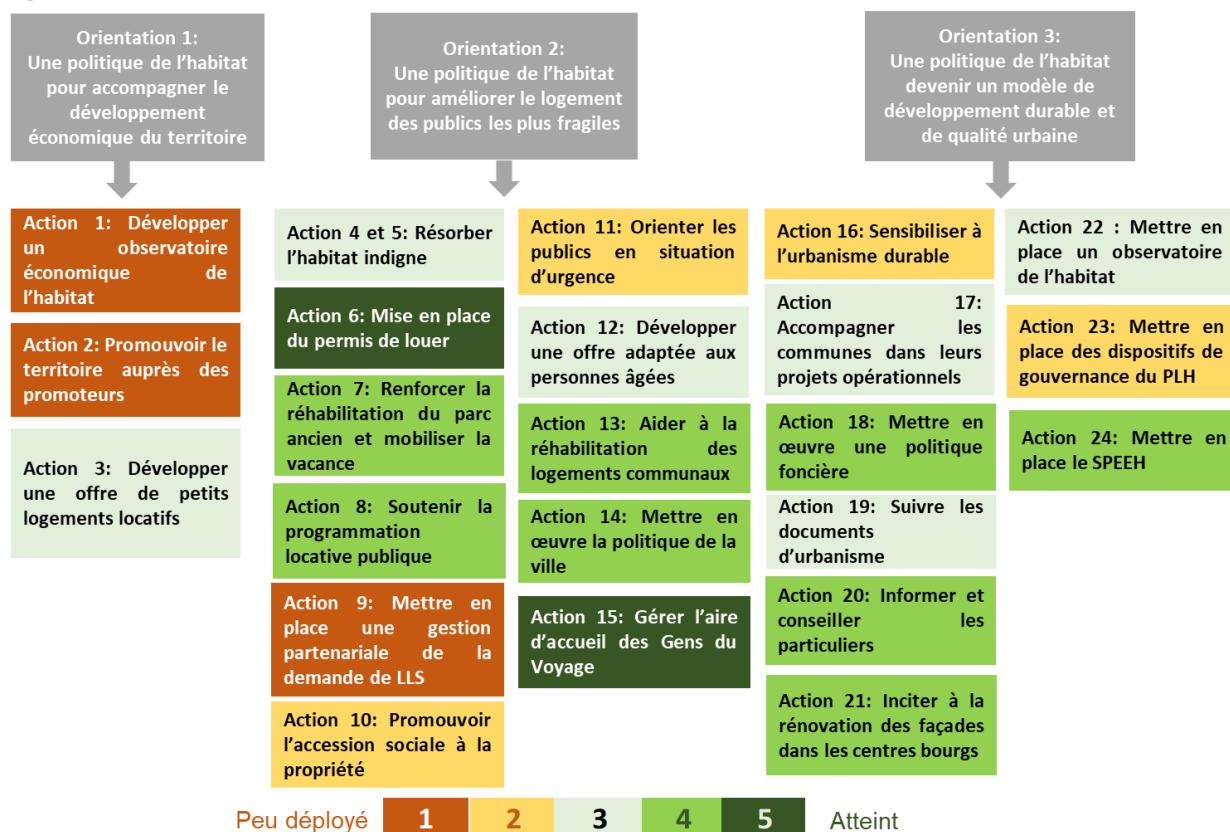 Orientation 1:
Une politique de l'habitat
pour accompagner le
développement
économique du territoire
Orientation 2:
Une politique de l'habitat
pour améliorer le logement
des publics les plus fragiles
Orientation 3:
Une politique de l'habitat
devenir un modèle de
développement durable et
de qualité urbaine
Action 1: Développer
un observatoire
économique de
l'habitat
Action 2: Promouvoir le
territoire auprès des
promoteurs
Action 3: Développer
une offre de petits
logements locatifs
Action 4 et 5: Résorber
l'habitat indigne
Action 6: Mise en place
du permis de louer
Action 7: Renforcer la
réhabilitation du parc
ancien et mobiliser la
vacance
Action 8: Soutenir la
programmation
locative publique
Action 9: Mettre en
place une gestion
partenariale de la
demande de LLS
Action 10: Promouvoir
l'accession sociale à la
propriété
Action 11: Orienter les
publics en situation
d'urgence
Action 12: Développer
une offre adaptée aux
personnes âgées
Action 13: Aider à la
réhabilitation des
logements communaux
Action 14: Mettre en
œuvre la politique de la
ville
Action 15: Gérer l'aire
d'accueil des Gens du
Voyage
Action 16: Sensibiliser à
l'urbanisme durable
Action 17:
Accompagner les
communes dans leurs
projets opérationnels
Action 18: Mettre en
œuvre une politique
foncière
Action 19: Suivre les
documents
d'urbanisme
Action 20: Informer et
conseiller les
particuliers
Action 21: Inciter à la
rénovation des façades
dans les centres bourgs
Action 22 : Mettre en
place un observatoire
de l'habitat
Action 23: Mettre en
place des dispositifs de
gouvernance du PLH
Action 24: Mettre en
place le SPEEH
Peu déployé 1 2 3 4 5 Atteint